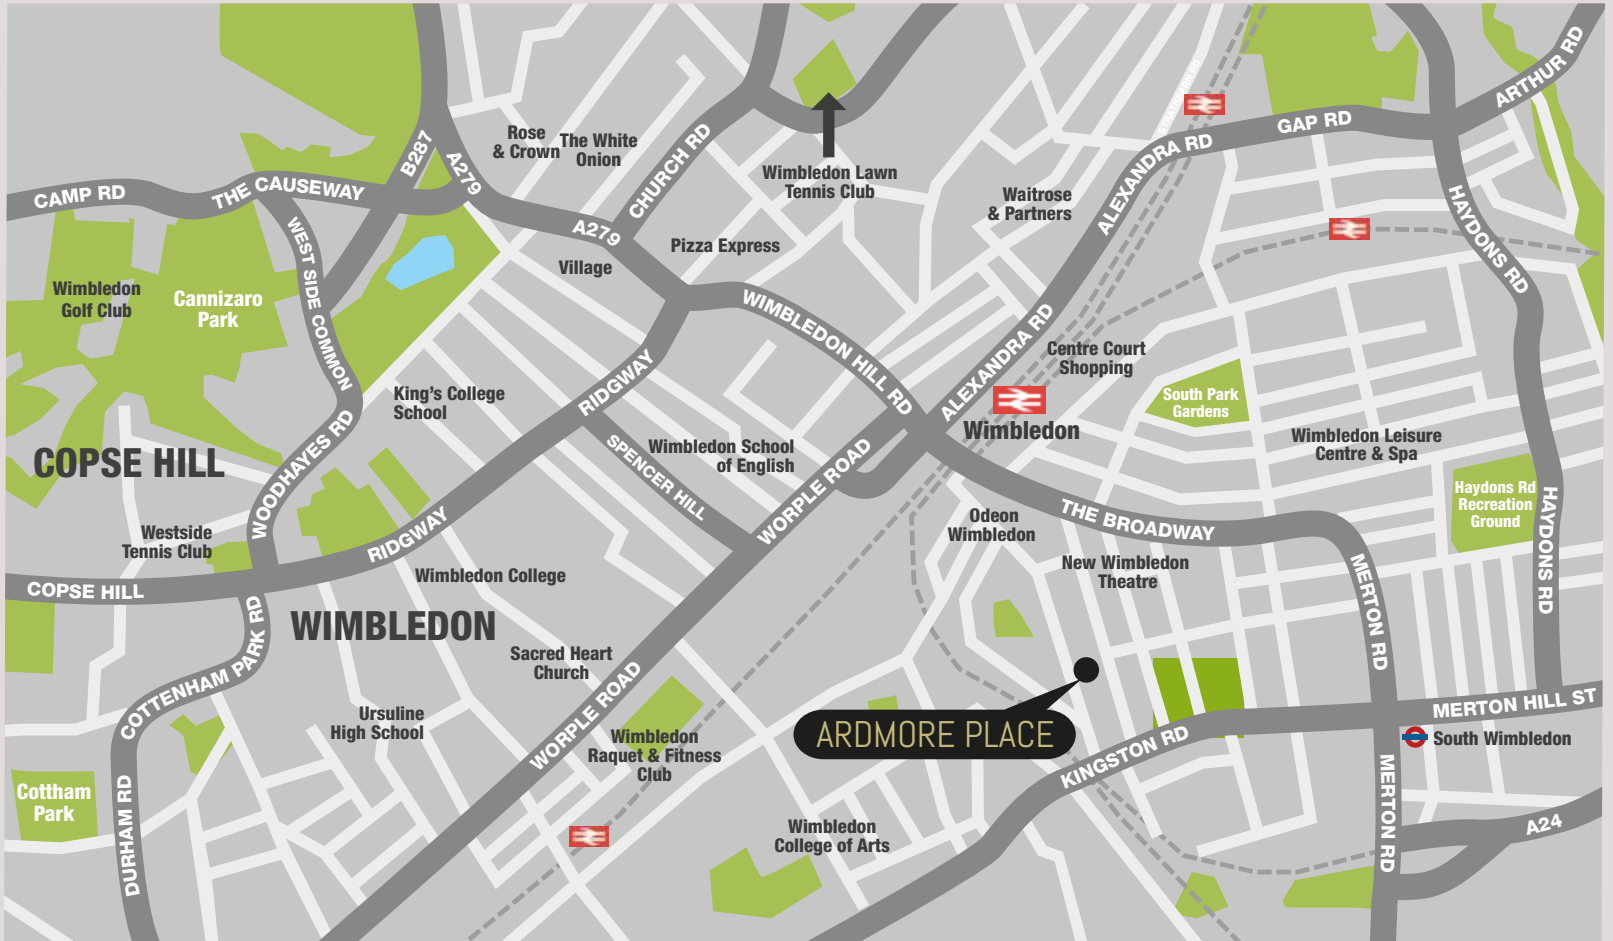 B287
A279
Rose
& Crown
The White
Onion
CHURCH RD
Wimbledon Lawn
Tennis Club
STRATHEARN RD
ALEXANDRA RD
GAP RD
ARTHUR RD
CAMP RD
THE CAUSEWAY
Waitrose
& Partners
HAYDONS RD
WEST SIDE COMMON
A279
Village
Pizza Express
Wimbledon
Golf Club
Cannizaro
Park
WIMBLEDON HILL RD
ALEXANDRA RD
Centre Court
Shopping
King's College
School
RIDGWAY
South Park
Gardens
Wimbledon
COPSE HILL
WOODHAYES RD
SPENCER HILL
Wimbledon School
of English
WORPLE ROAD
Wimbledon Leisure
Centre & Spa
Haydons Rd
Recreation
Ground
HAYDONS RD
Westside
Tennis Club
RIDGWAY
Odeon
Wimbledon
THE BROADWAY
New Wimbledon
Theatre
MERTON RD
COPSE HILL
Wimbledon College
WIMBLEDON
COTTENHAM PARK RD
Sacred Heart
Church
WORPLE ROAD
Ursuline
High School
Wimbledon
Raquet & Fitness
Club
ARDMORE PLACE
KINGSTON RD
MERTON HILL ST
South Wimbledon
Cottham
Park
DURHAM RD
Wimbledon
College of Arts
MERTON RD
A24